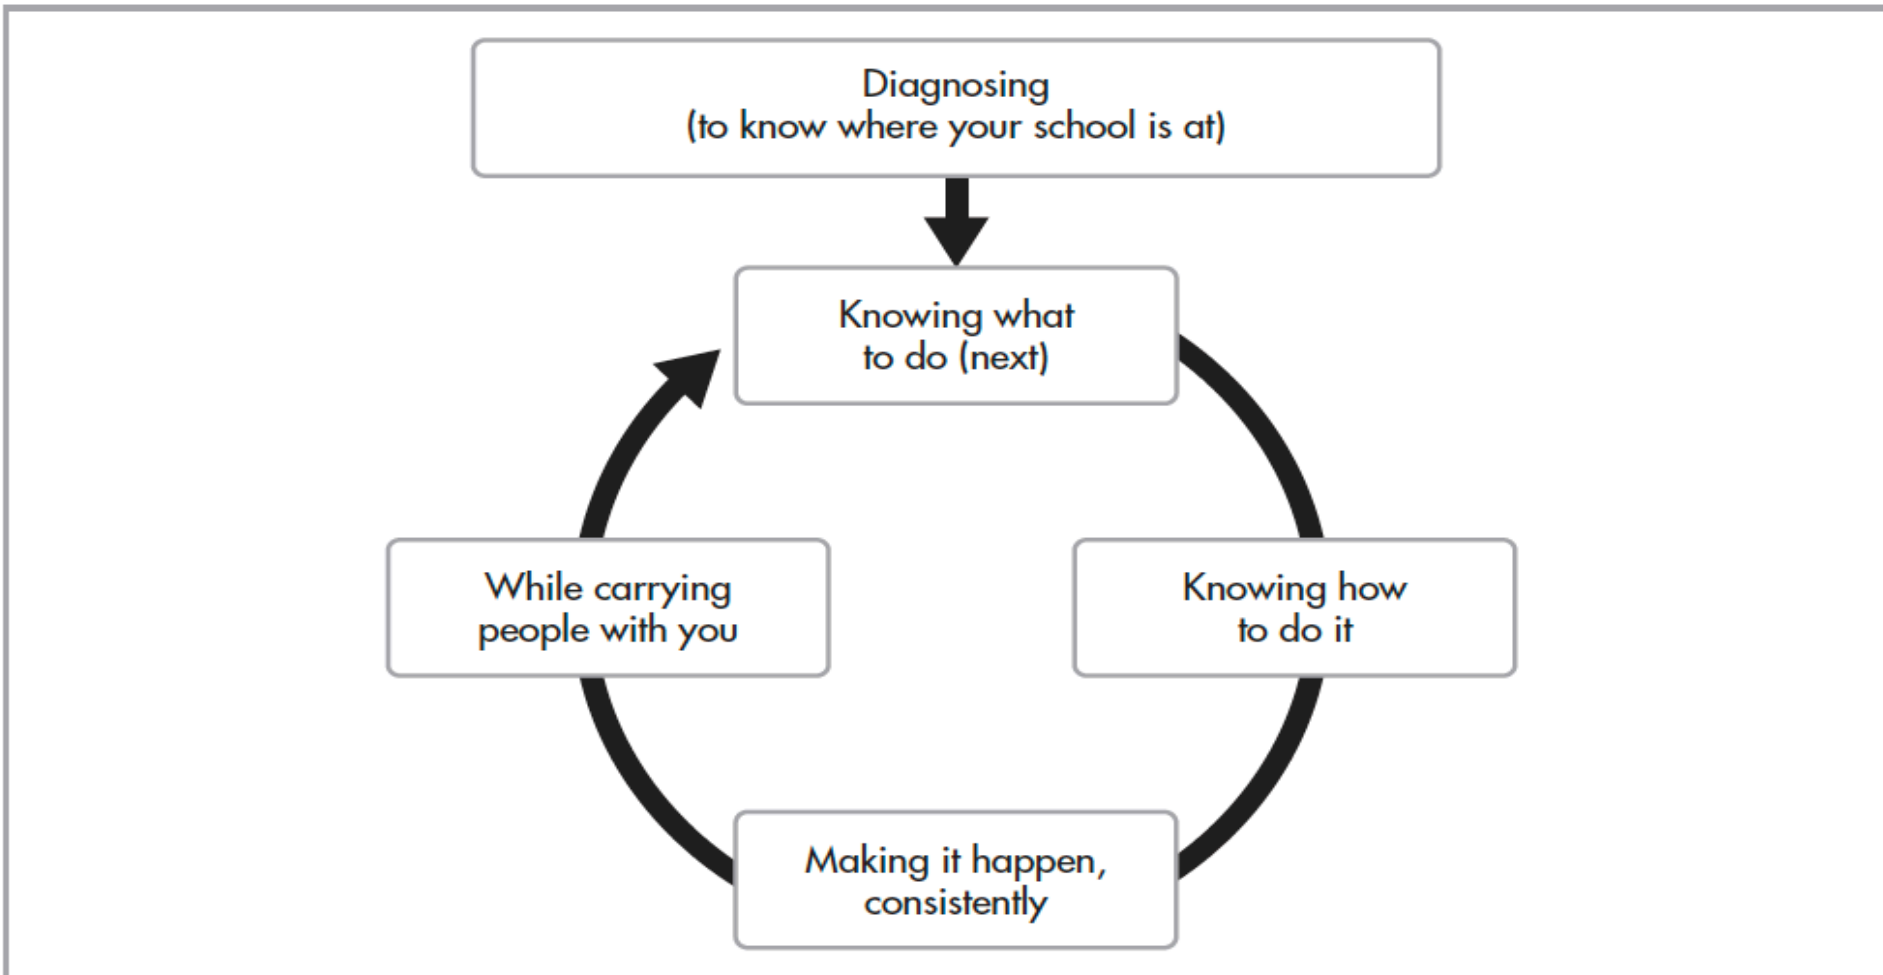 Diagnosing
(to know where your school is at)
Knowing what
to do (next)
Knowing how
to do it
Making it happen,
consistently
While carrying
people with you